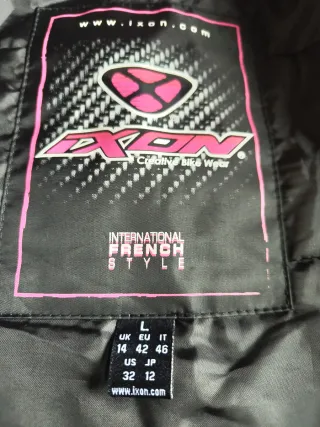 www.ixon.com
IXON®
Creative Bike Wear
INTERNATIONAL
FRENCH
STYLE
L
UK EU IT
14 42 46
US JP
32 12
www.ixon.com